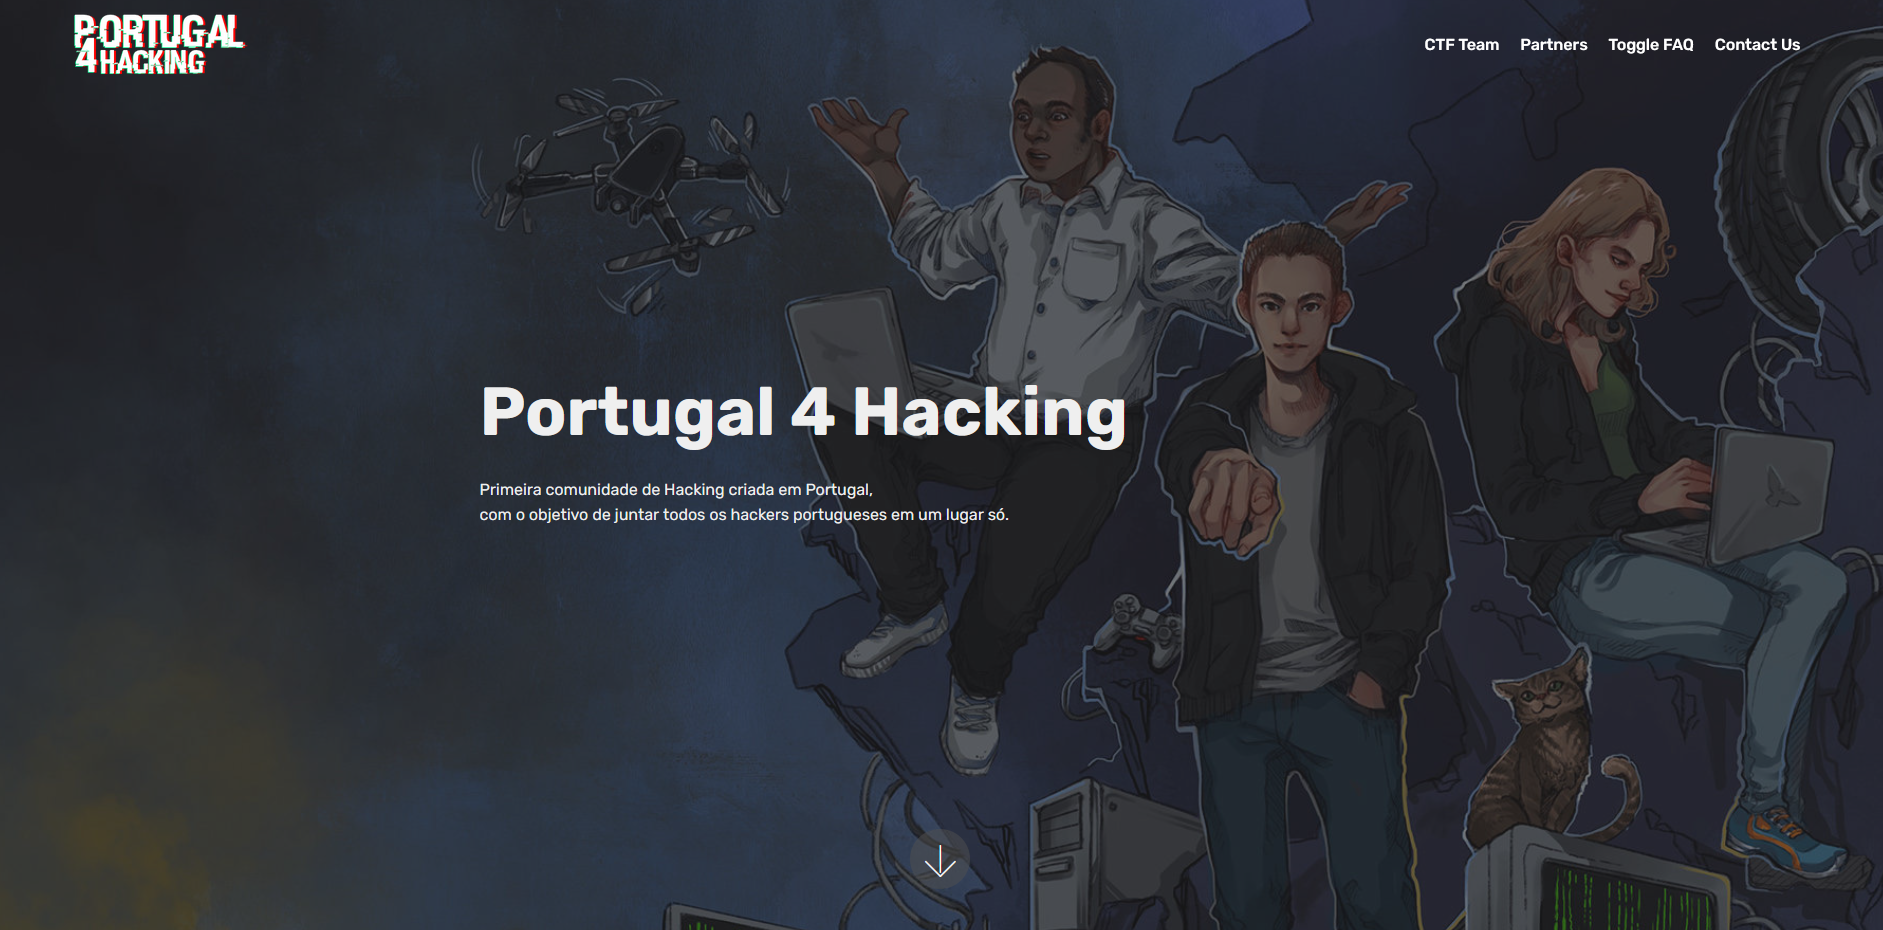 PORTUGAL
4 HACKING
CTF Team Partners Toggle FAQ Contact Us
Portugal 4 Hacking
Primeira comunidade de Hacking criada em Portugal,
com o objetivo de juntar todos os hackers portugueses em um lugar só.